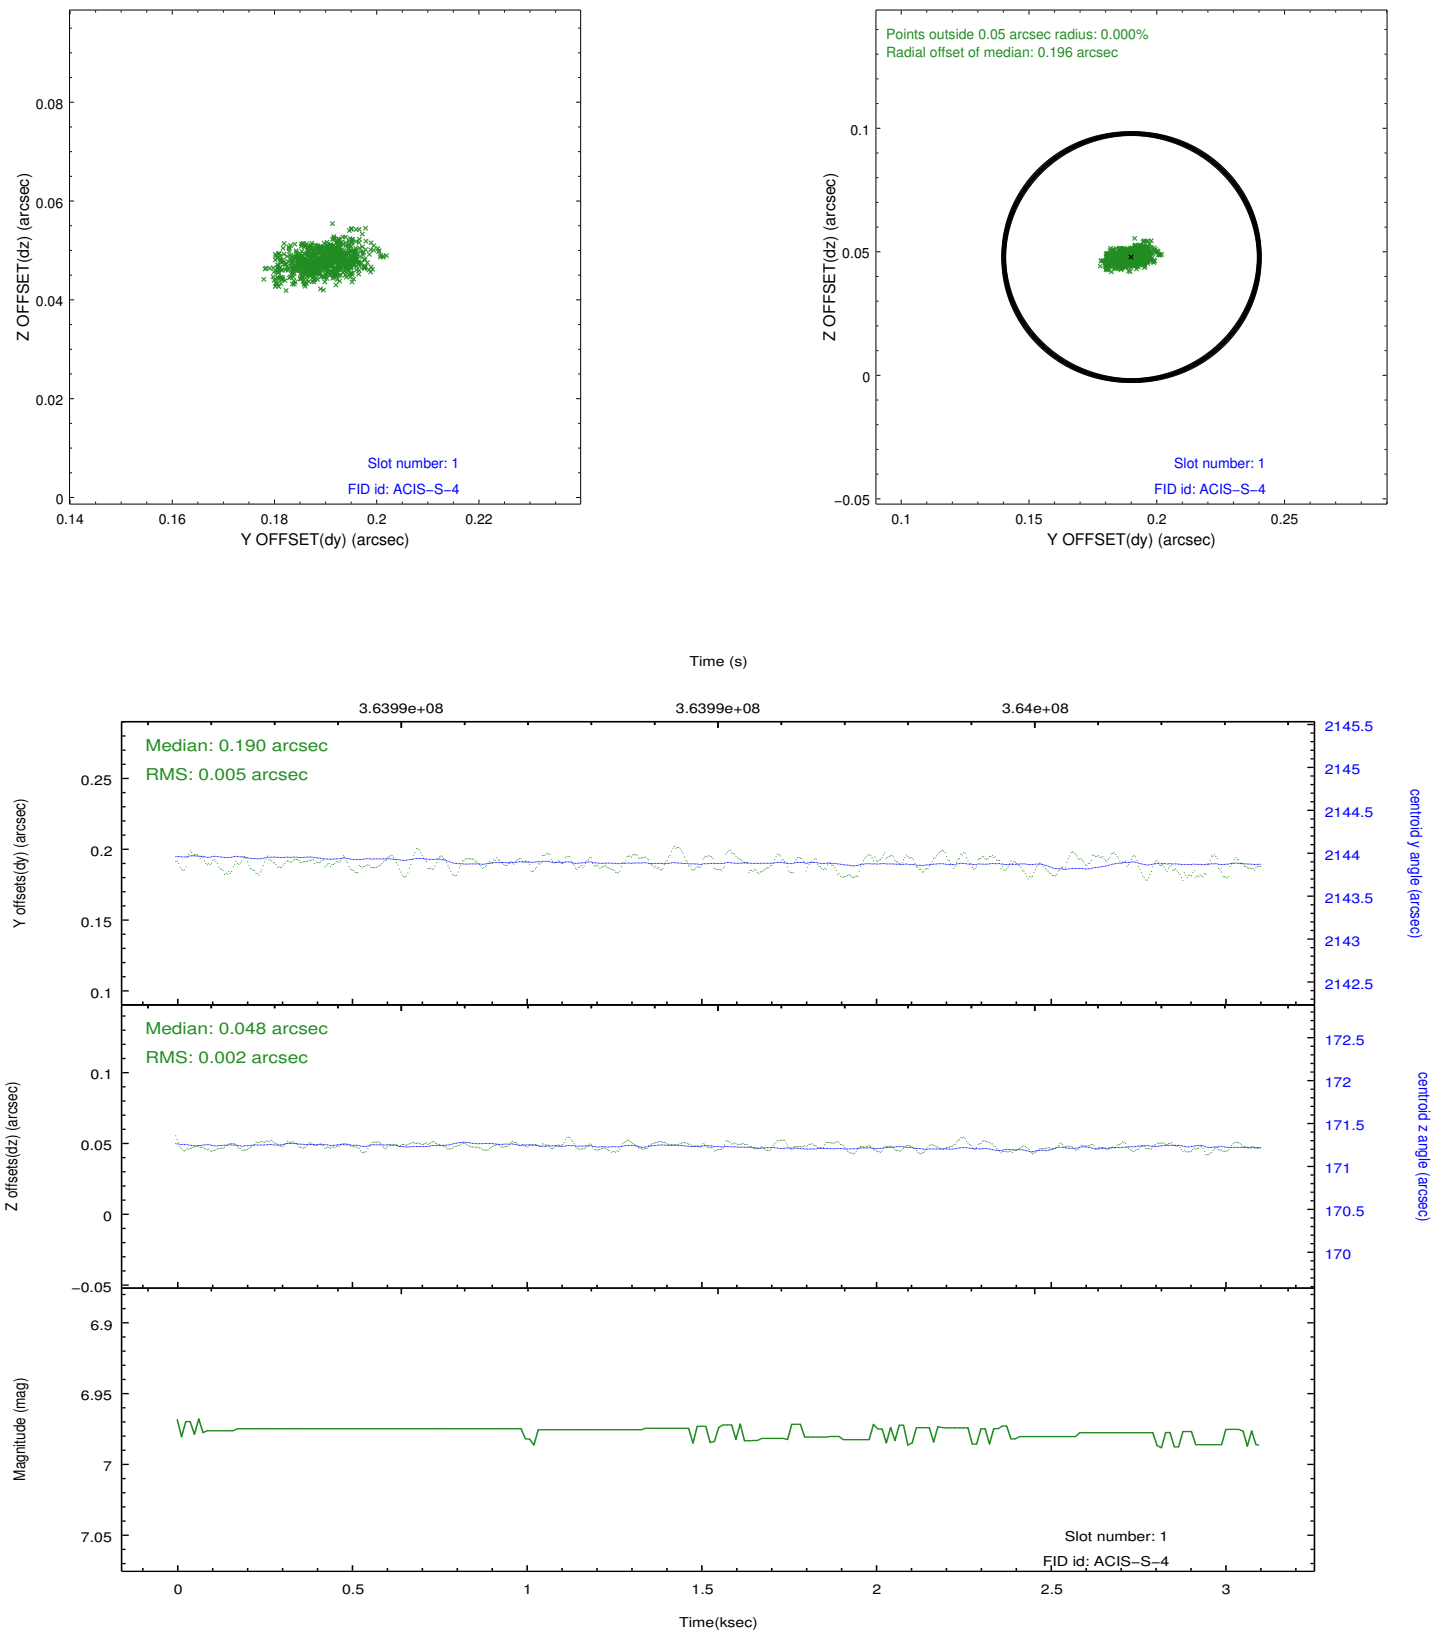 0.08
0.06
0.04
0.02
0
0.14
0.16
0.18
0.2
0.22
Z OFFSET(dz) (arcsec)
Y OFFSET(dy) (arcsec)
Slot number: 1
FID id: ACIS−S−4
Points outside 0.05 arcsec radius: 0.000%
Radial offset of median: 0.196 arcsec
0.1
0.05
0
−0.05
0.1
0.15
0.2
0.25
Z OFFSET(dz) (arcsec)
Y OFFSET(dy) (arcsec)
Slot number: 1
FID id: ACIS−S−4
Time (s)
3.6399e+08
3.6399e+08
3.64e+08
Median: 0.190 arcsec
RMS: 0.005 arcsec
0.25
0.2
0.15
0.1
Y offsets(dy) (arcsec)
2145.5
2145
2144.5
2144
2143.5
2143
2142.5
centroid y angle (arcsec)
Median: 0.048 arcsec
RMS: 0.002 arcsec
0.1
0.05
0
−0.05
Z offsets(dz) (arcsec)
172.5
172
171.5
171
170.5
170
centroid z angle (arcsec)
6.9
6.95
7
7.05
Magnitude (mag)
Slot number: 1
FID id: ACIS−S−4
0
0.5
1
1.5
2
2.5
3
Time(ksec)